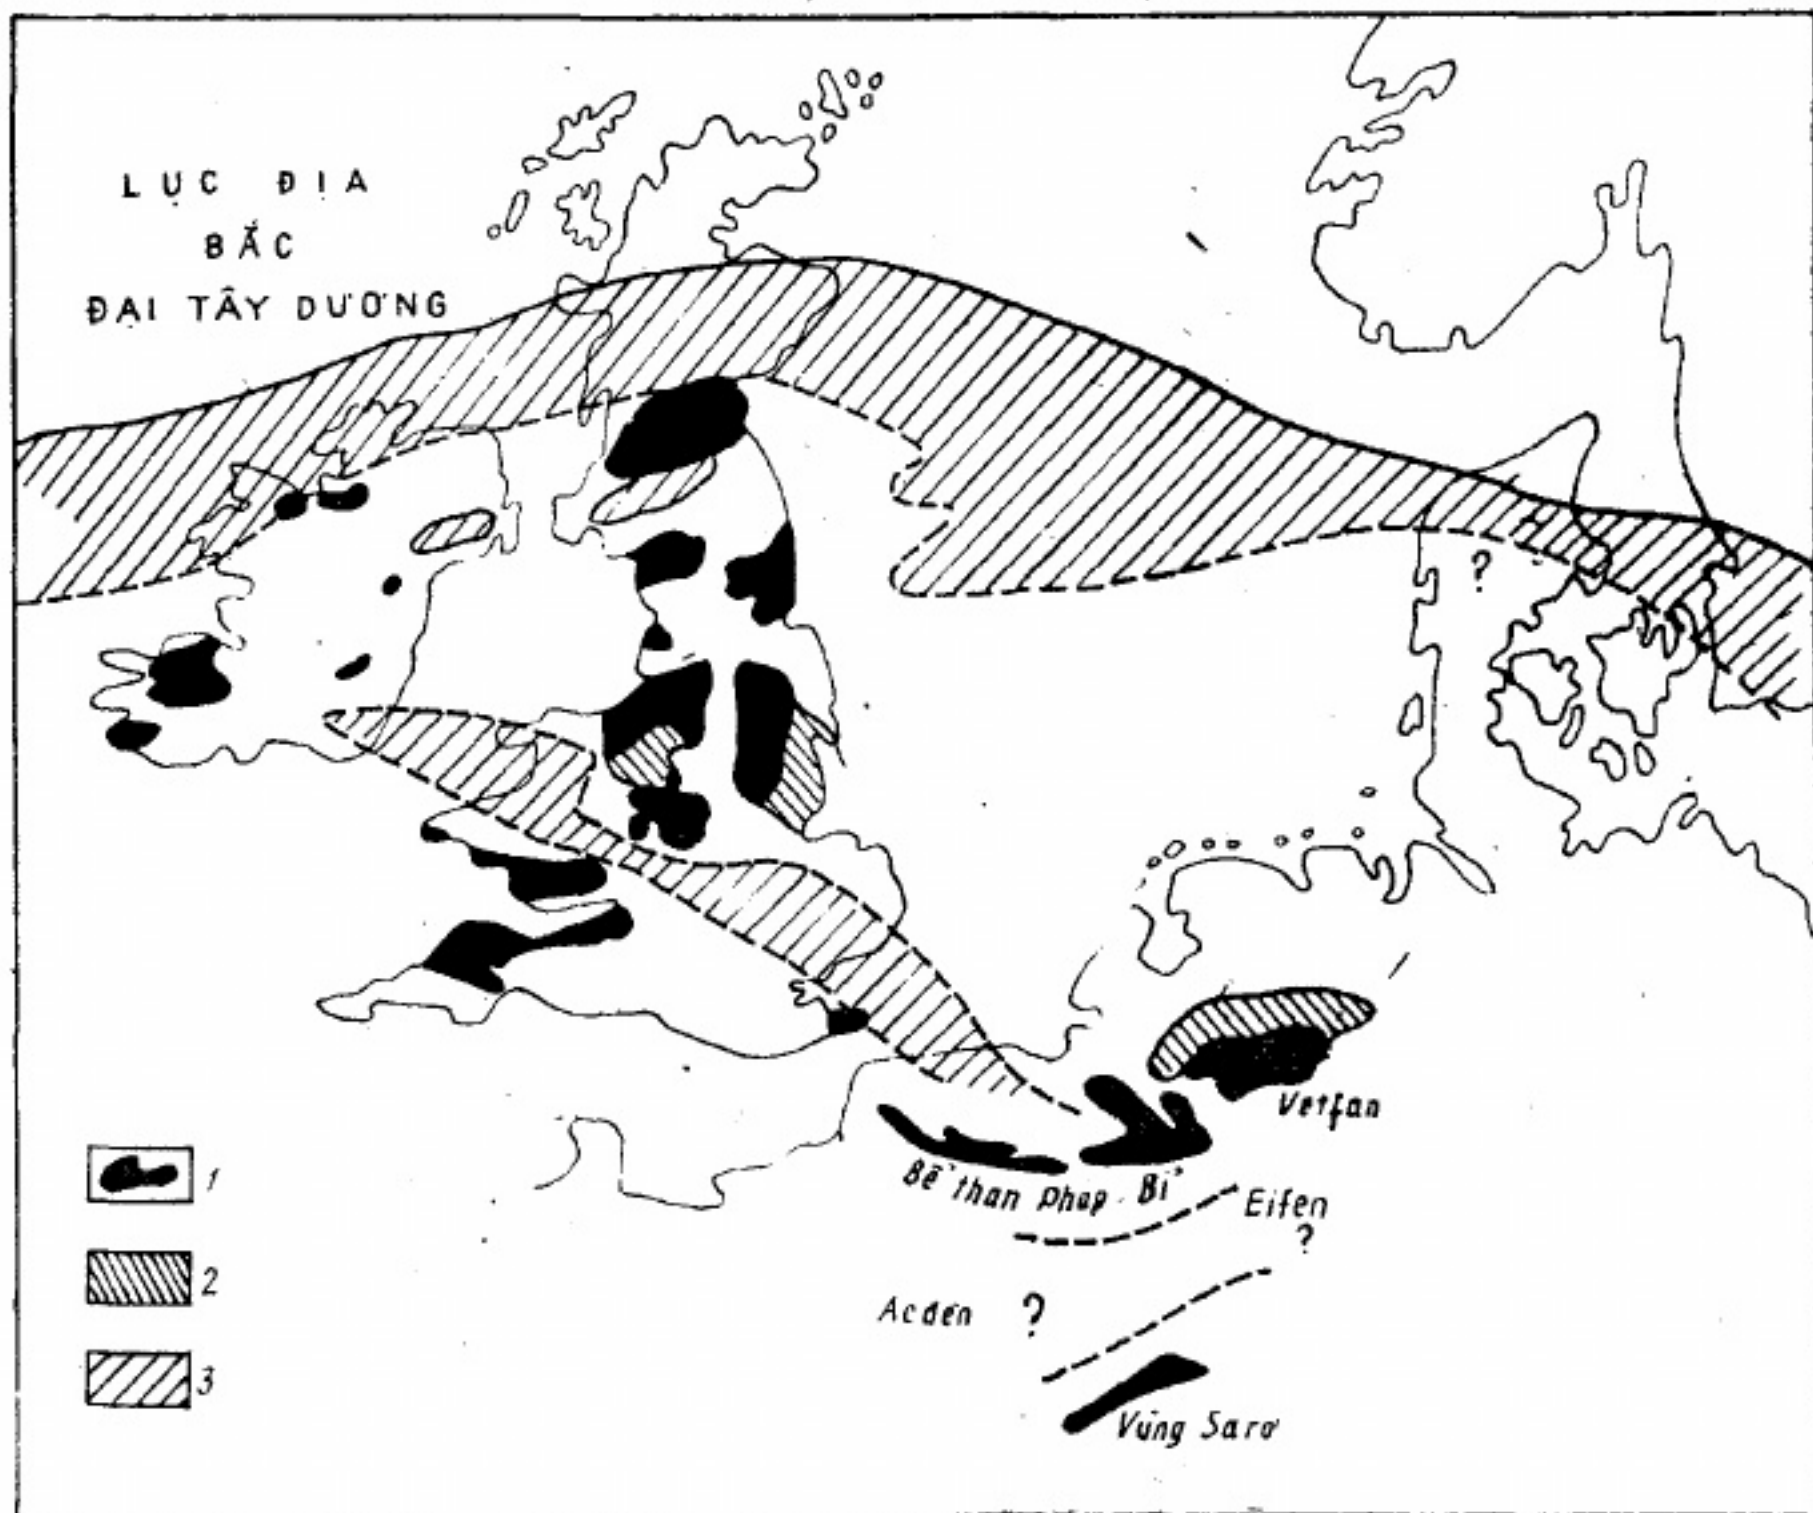 LỤC ĐỊA
BẮC
ĐẠI TÂY DƯƠNG
?
Vetfan
Bể than Pháp - Bỉ
Eifen
?
Acđen ?
Vùng Sarơ
1
2
3